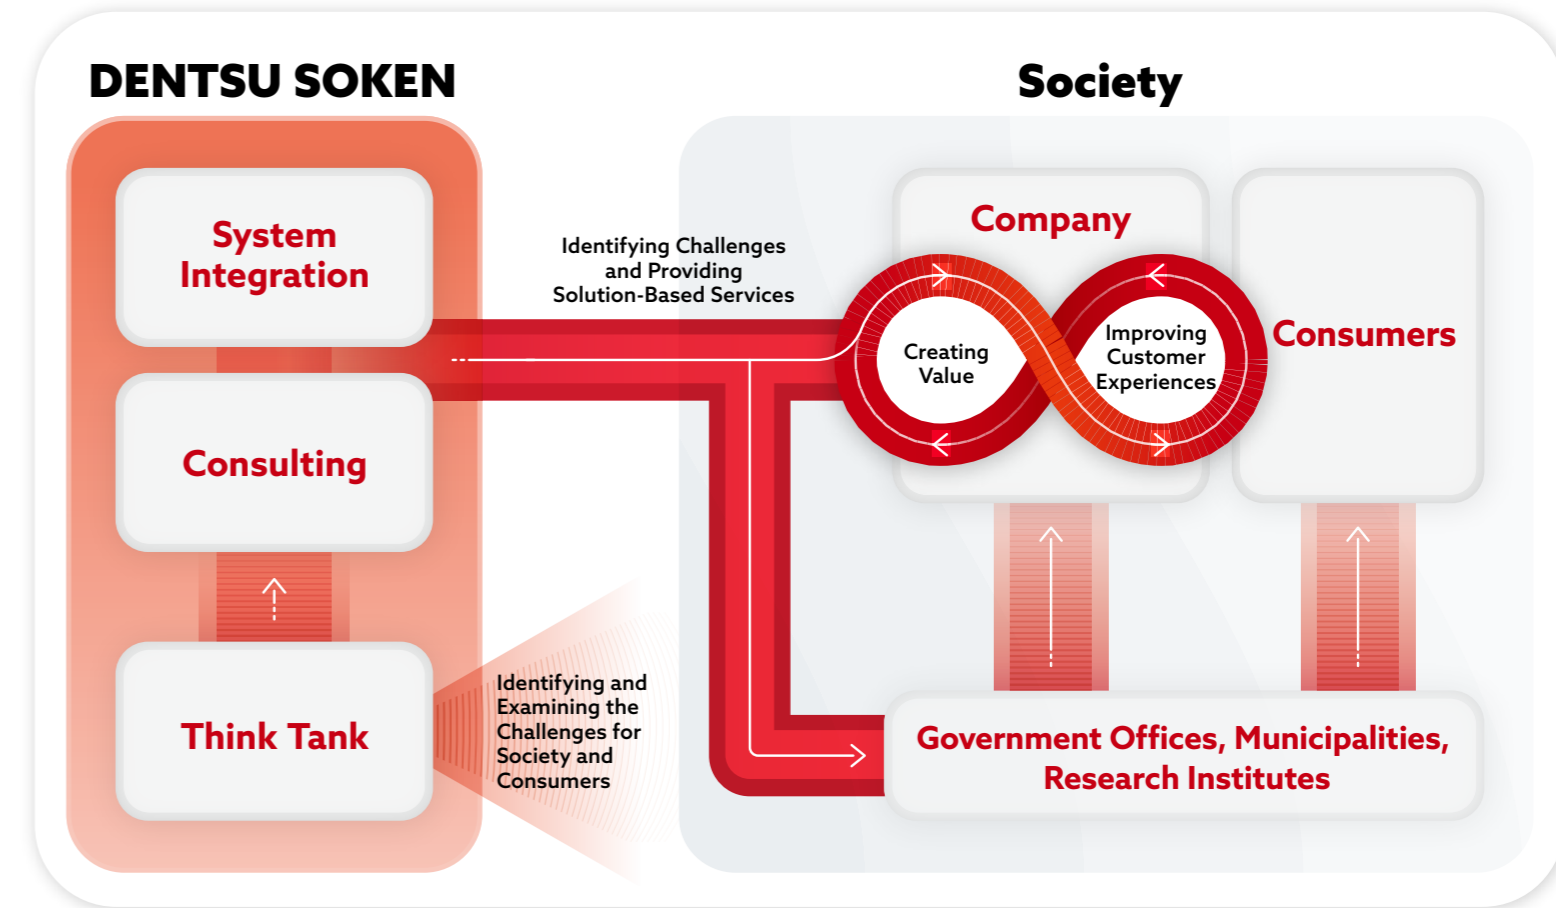 DENTSU SOKEN
System
Integration
Consulting
Think Tank
Identifying Challenges
and Providing
Solution-Based Services
Identifying and
Examining the
Challenges for
Society and
Consumers
Society
Company
Creating
Value
Improving
Customer
Experiences
Consumers
Government Offices, Municipalities,
Research Institutes